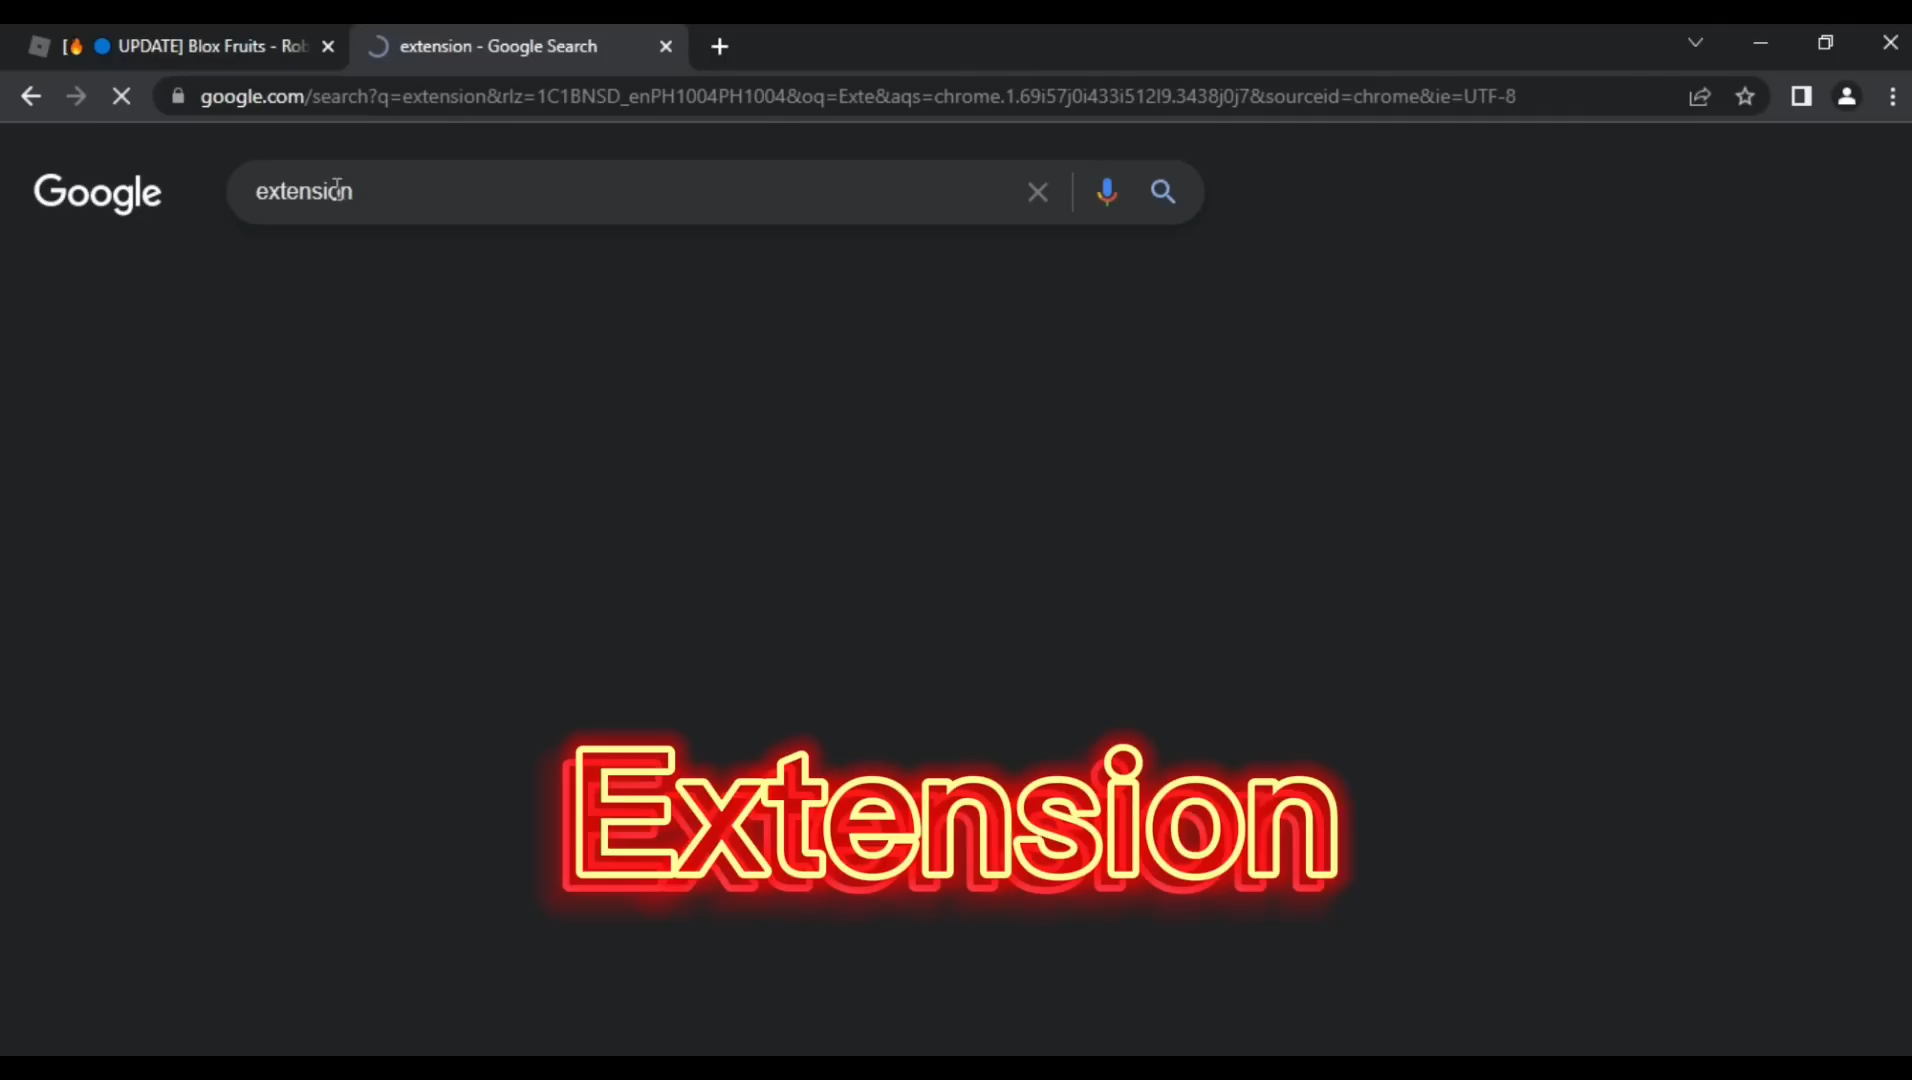 [🔥 🔵 UPDATE] Blox Fruits - Rob
extension - Google Search
google.com/search?q=extension&rlz=1C1BNSD_enPH1004PH1004&oq=Exte&aqs=chrome.1.69i57j0i433i512l9.3438j0j7&sourceid=chrome&ie=UTF-8
Google
extension
Extension